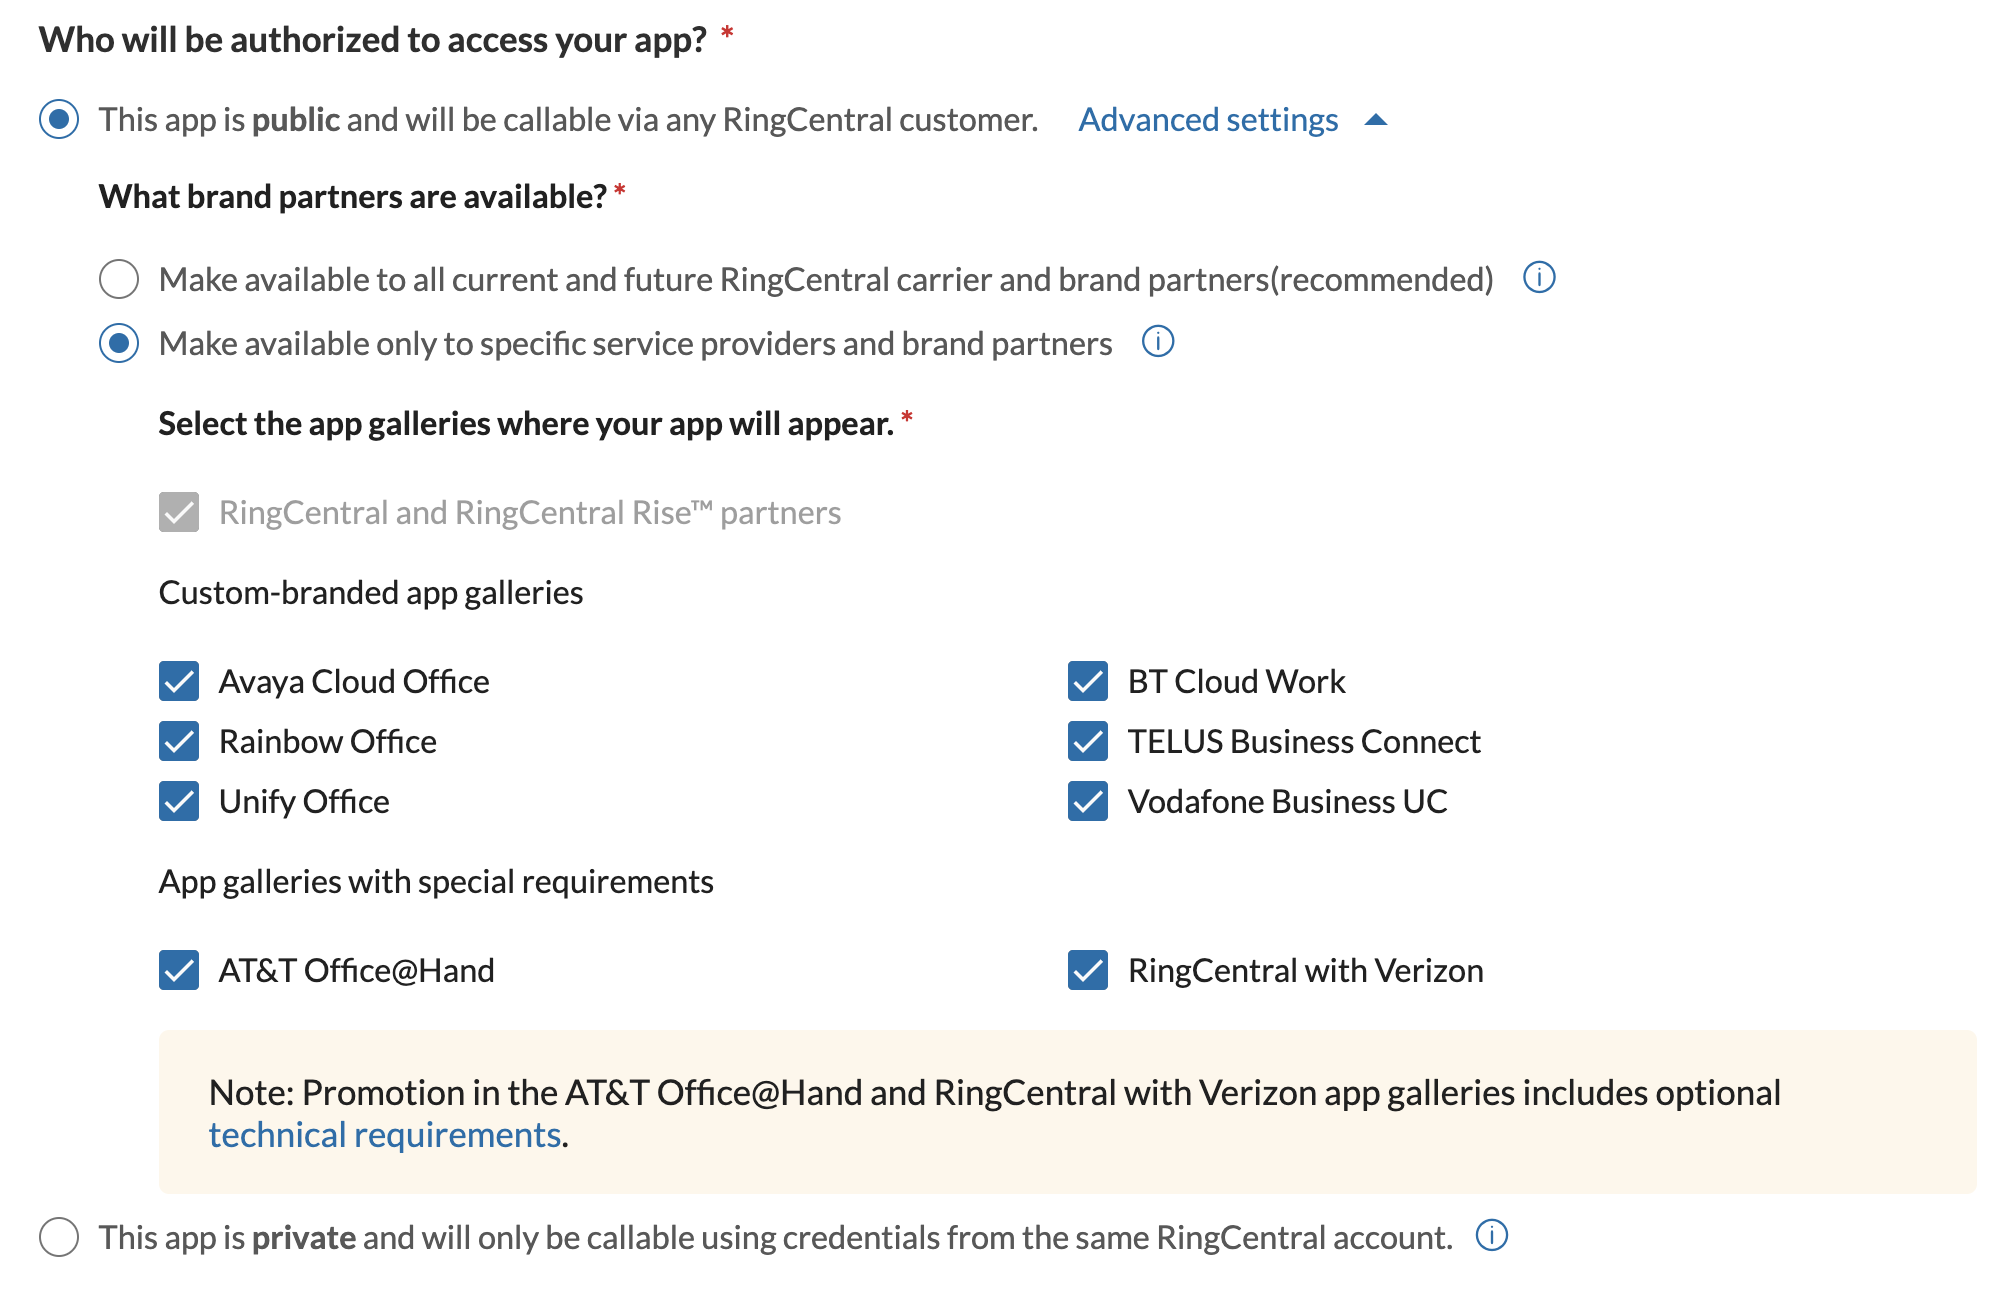 Who will be authorized to access your app? *
This app is public and will be callable via any RingCentral customer. Advanced settings
What brand partners are available? *
Make available to all current and future RingCentral carrier and brand partners(recommended)
Make available only to specific service providers and brand partners
Select the app galleries where your app will appear. *
RingCentral and RingCentral Rise™ partners
Custom-branded app galleries
Avaya Cloud Office BT Cloud Work
Rainbow Office TELUS Business Connect
Unify Office Vodafone Business UC
App galleries with special requirements
AT&T Office@Hand RingCentral with Verizon
Note: Promotion in the AT&T Office@Hand and RingCentral with Verizon app galleries includes optional
technical requirements.
This app is private and will only be callable using credentials from the same RingCentral account.